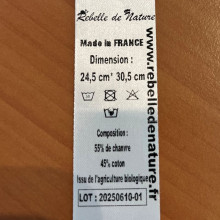 Rebelle de Nature
Made in FRANCE
Dimension :
24,5 cm* 30,5 cm
Composition :
55% de chanvre
45% coton
Issu de l'agriculture biologique
LOT : 20250610-01
www.rebelledenature.fr